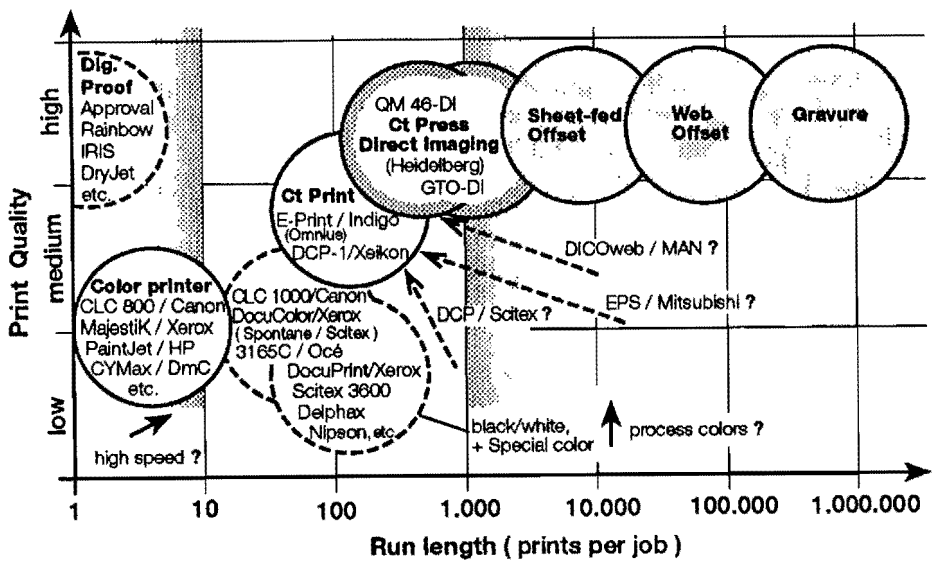 Print Quality
high
medium
low
Dig.
Proof
Approval
Rainbow
IRIS
DryJet
etc.
QM 46-DI
Ct Press
Direct Imaging
(Heidelberg)
GTO-DI
Sheet-fed
Offset
Web
Offset
Gravure
Ct Print
E-Print / Indigo
(Omnius)
DCP-1/Xeikon
DICOweb / MAN ?
EPS / Mitsubishi ?
DCP / Scitex ?
Color printer
CLC 800 / Canon
MajestiK / Xerox
PaintJet / HP
CYMax / DmC
etc.
CLC 1000/Canon
DocuColor/Xerox
(Spontane / Scitex)
3165C / Océ
DocuPrint/Xerox
Scitex 3600
Delphax
Nipson, etc.
high speed ?
black/white,
+ Special color
process colors ?
1
10
100
1.000
10.000
100.000
1.000.000
Run length ( prints per job )